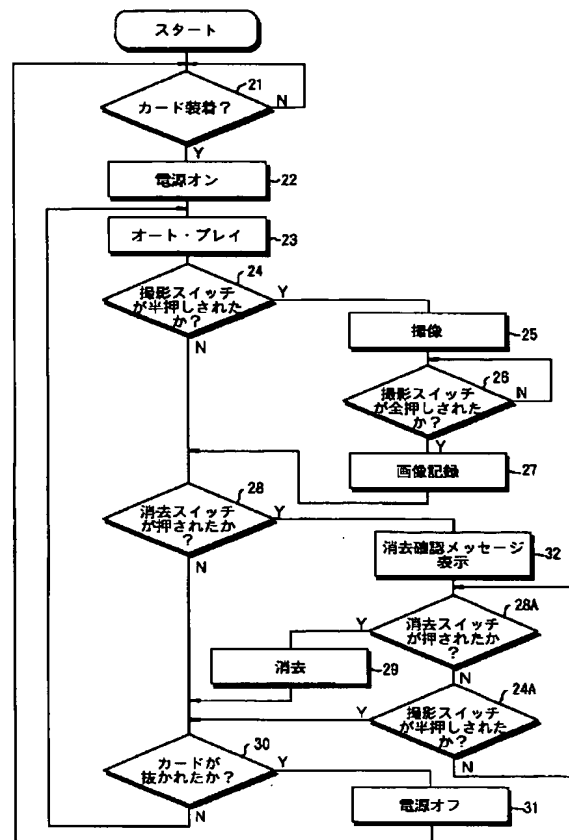 スタート
21
カード装着?
N
Y
電源オン
22
オート・プレイ
23
24
撮影スイッチ
が半押しされた
か?
Y
N
撮像
25
26
撮影スイッチ
が全押しされた
か?
N
Y
画像記録
27
28
消去スイッチ
が押されたか
?
Y
N
消去確認メッセージ
表示
32
28A
消去スイッチ
が押されたか
?
Y
N
消去
29
24A
撮影スイッチ
が半押しされた
か?
Y
N
30
カードが
抜かれたか?
Y
N
電源オフ
31